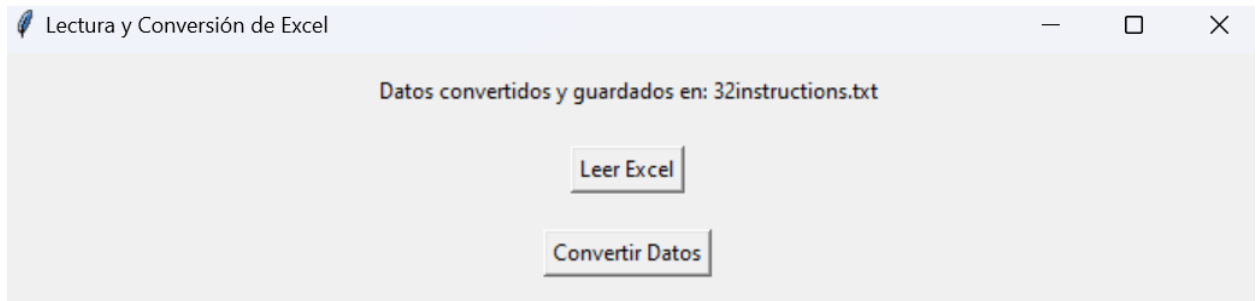 Lectura y Conversión de Excel
Datos convertidos y guardados en: 32instructions.txt
Leer Excel
Convertir Datos